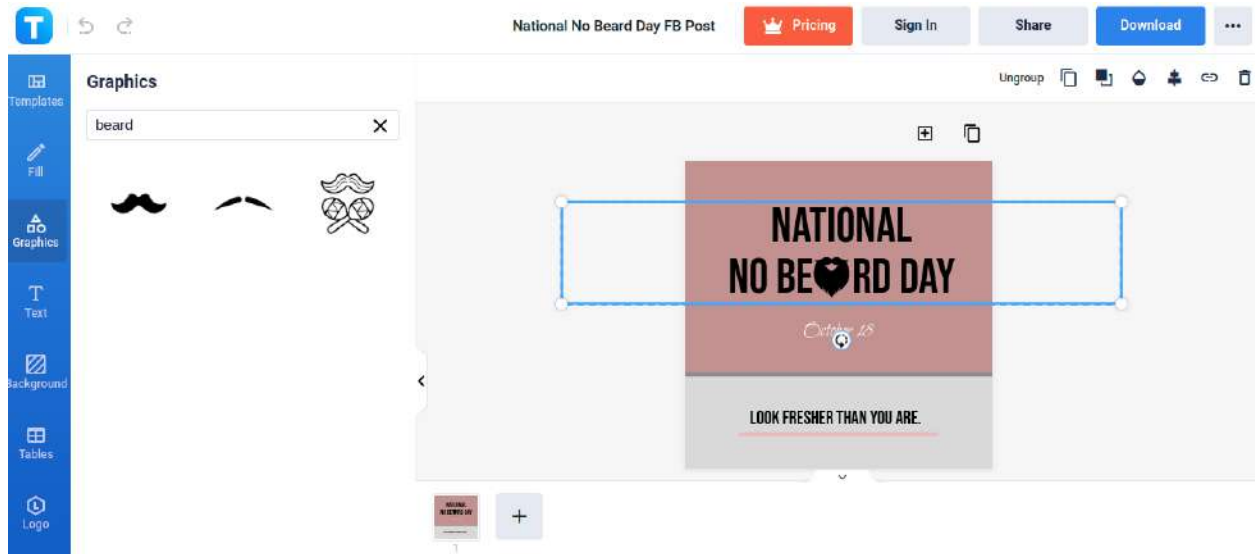 T
National No Beard Day FB Post
Pricing
Sign In
Share
Download
Templates
Fill
Graphics
Text
Background
Tables
Logo
Graphics
beard
Ungroup
NATIONAL
NO BE RD DAY
October 18
LOOK FRESHER THAN YOU ARE.
1